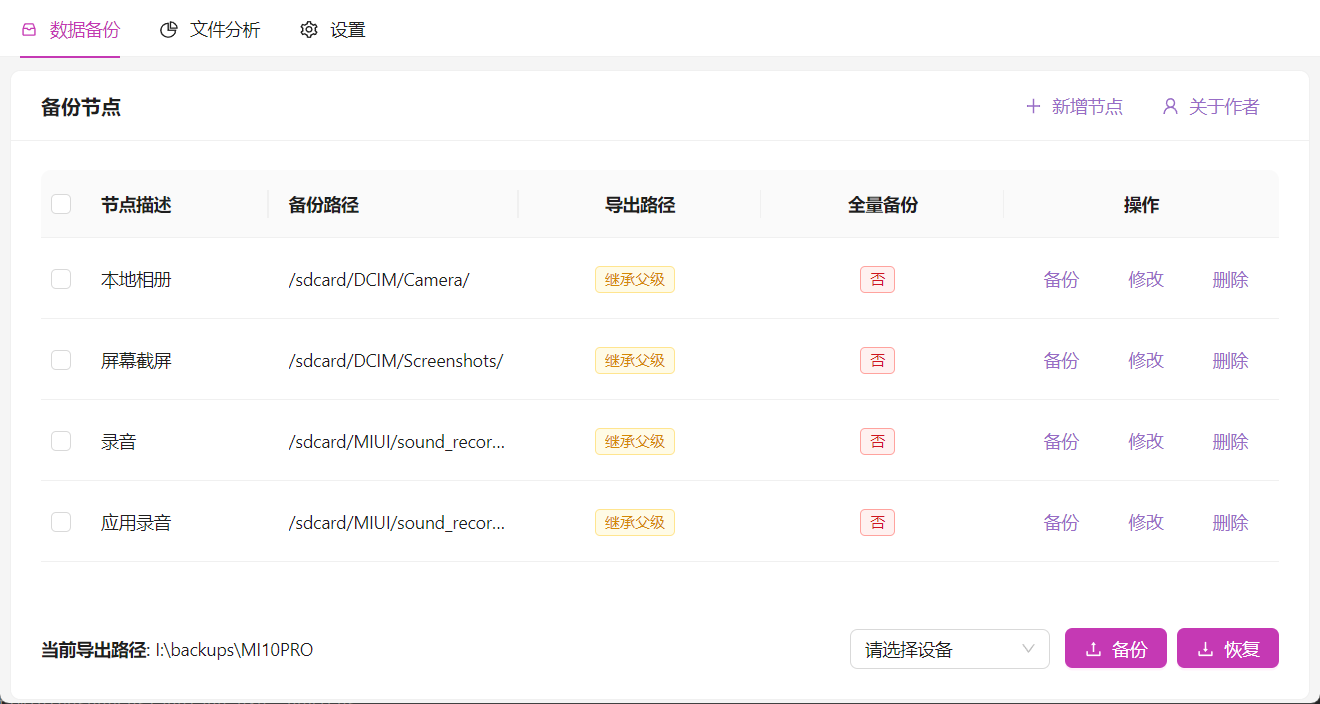 数据备份 文件分析 设置
备份节点 新增节点 关于作者
节点描述 备份路径 导出路径 全量备份 操作
本地相册 /sdcard/DCIM/Camera/ 继承父级 否 备份 修改 删除
屏幕截屏 /sdcard/DCIM/Screenshots/ 继承父级 否 备份 修改 删除
录音 /sdcard/MIUI/sound_recor... 继承父级 否 备份 修改 删除
应用录音 /sdcard/MIUI/sound_recor... 继承父级 否 备份 修改 删除
当前导出路径: I:\backups\MI10PRO 请选择设备 备份 恢复